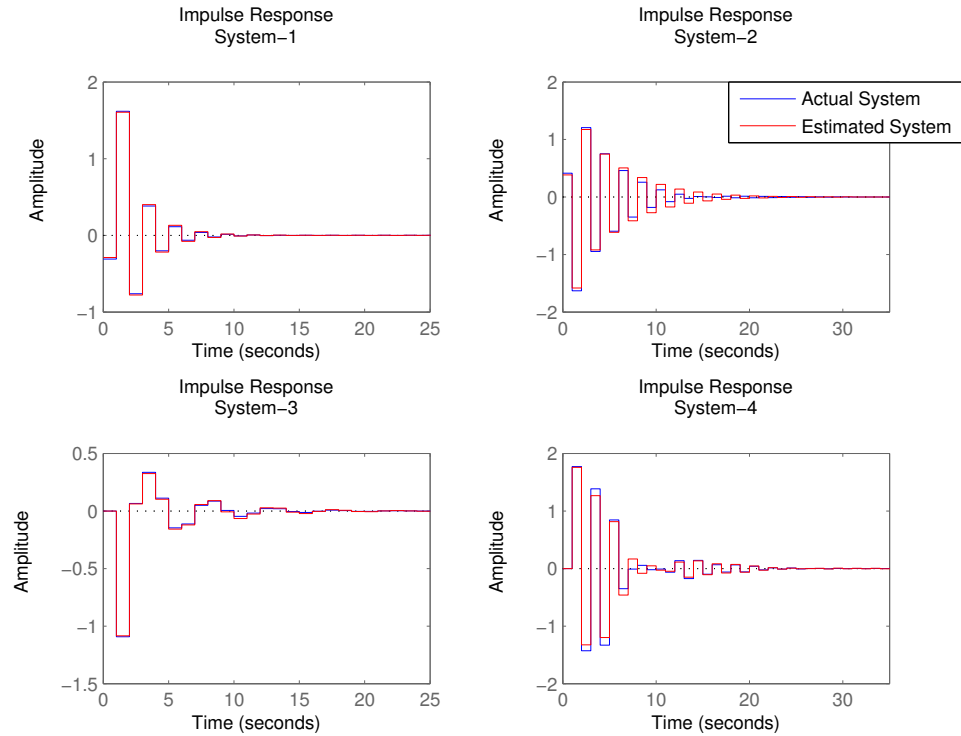 Impulse Response
System-1
2
1
0
−1
Amplitude
0 5 10 15 20 25
Time (seconds)
Impulse Response
System-2
Actual System
Estimated System
2
1
0
−1
−2
Amplitude
0 10 20 30
Time (seconds)
Impulse Response
System-3
0.5
0
−0.5
−1
−1.5
Amplitude
0 5 10 15 20 25
Time (seconds)
Impulse Response
System-4
2
1
0
−1
−2
Amplitude
0 10 20 30
Time (seconds)